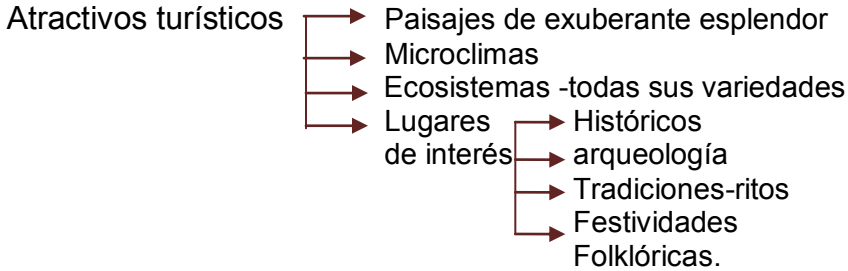 Atractivos turísticos
Paisajes de exuberante esplendor
Microclimas
Ecosistemas -todas sus variedades
Lugares
de interés
Históricos
arqueología
Tradiciones-ritos
Festividades
Folklóricas.